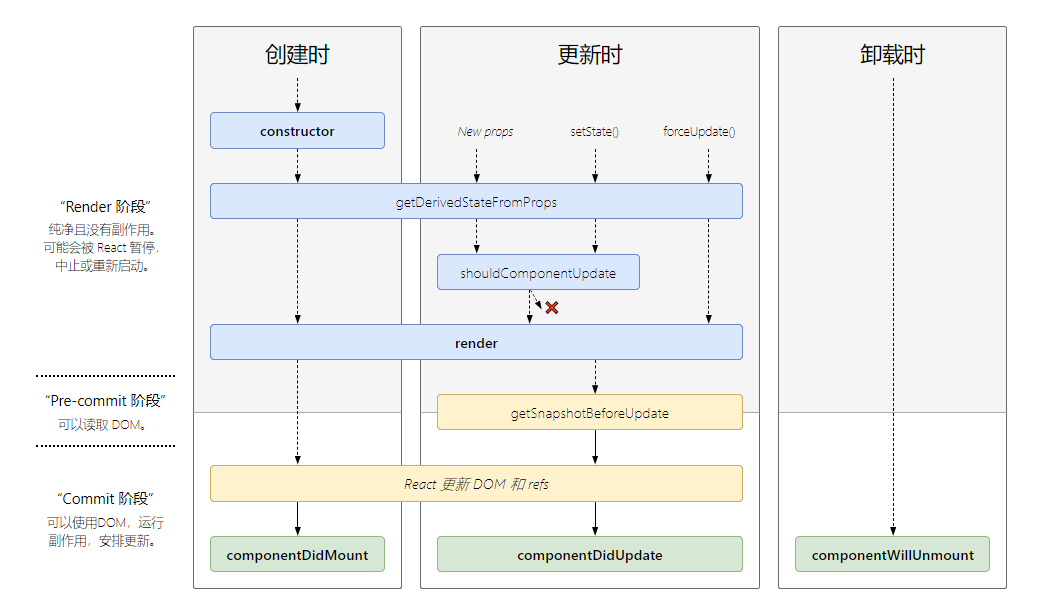 创建时
更新时
卸载时
constructor
New props
setState()
forceUpdate()
getDerivedStateFromProps
“Render 阶段”
纯净且没有副作用。
可能会被 React 暂停,
中止或重新启动。
shouldComponentUpdate
render
“Pre-commit 阶段”
可以读取 DOM。
getSnapshotBeforeUpdate
React 更新 DOM 和 refs
“Commit 阶段”
可以使用DOM，运行
副作用，安排更新。
componentDidMount
componentDidUpdate
componentWillUnmount